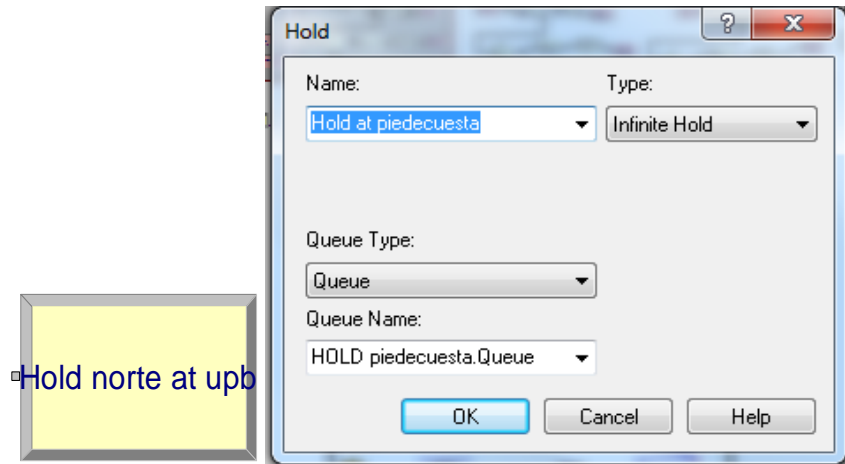 Hold
Name:
Type:
Hold at piedecuesta
Infinite Hold
Queue Type:
Queue
Queue Name:
HOLD piedecuesta.Queue
OK
Cancel
Help
Hold norte at upb